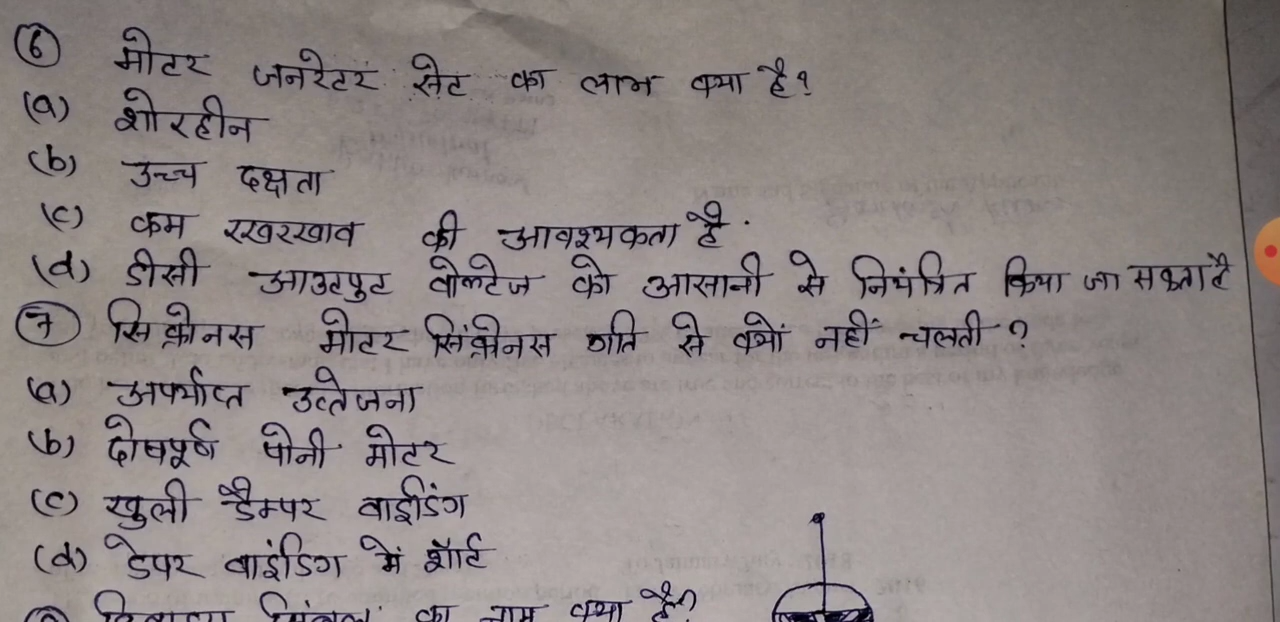 (6) मोटर जनरेटर सेट का लाभ क्या है?
(a) शोरहीन
(b) उच्च दक्षता
(c) कम रखरखाव की आवश्यकता है.
(d) डीसी आउटपुट वोल्टेज को आसानी से नियंत्रित किया जा सकता है
(7) सिंक्रोनस मोटर सिंक्रोनस गति से क्यों नहीं चलती ?
(a) अपर्याप्त उत्तेजना
(b) दोषपूर्ण पोनी मोटर
(c) खुली डैम्पर वाइडिंग
(d) डेपर वाइंडिंग में शॉर्ट
का नाम क्या है?